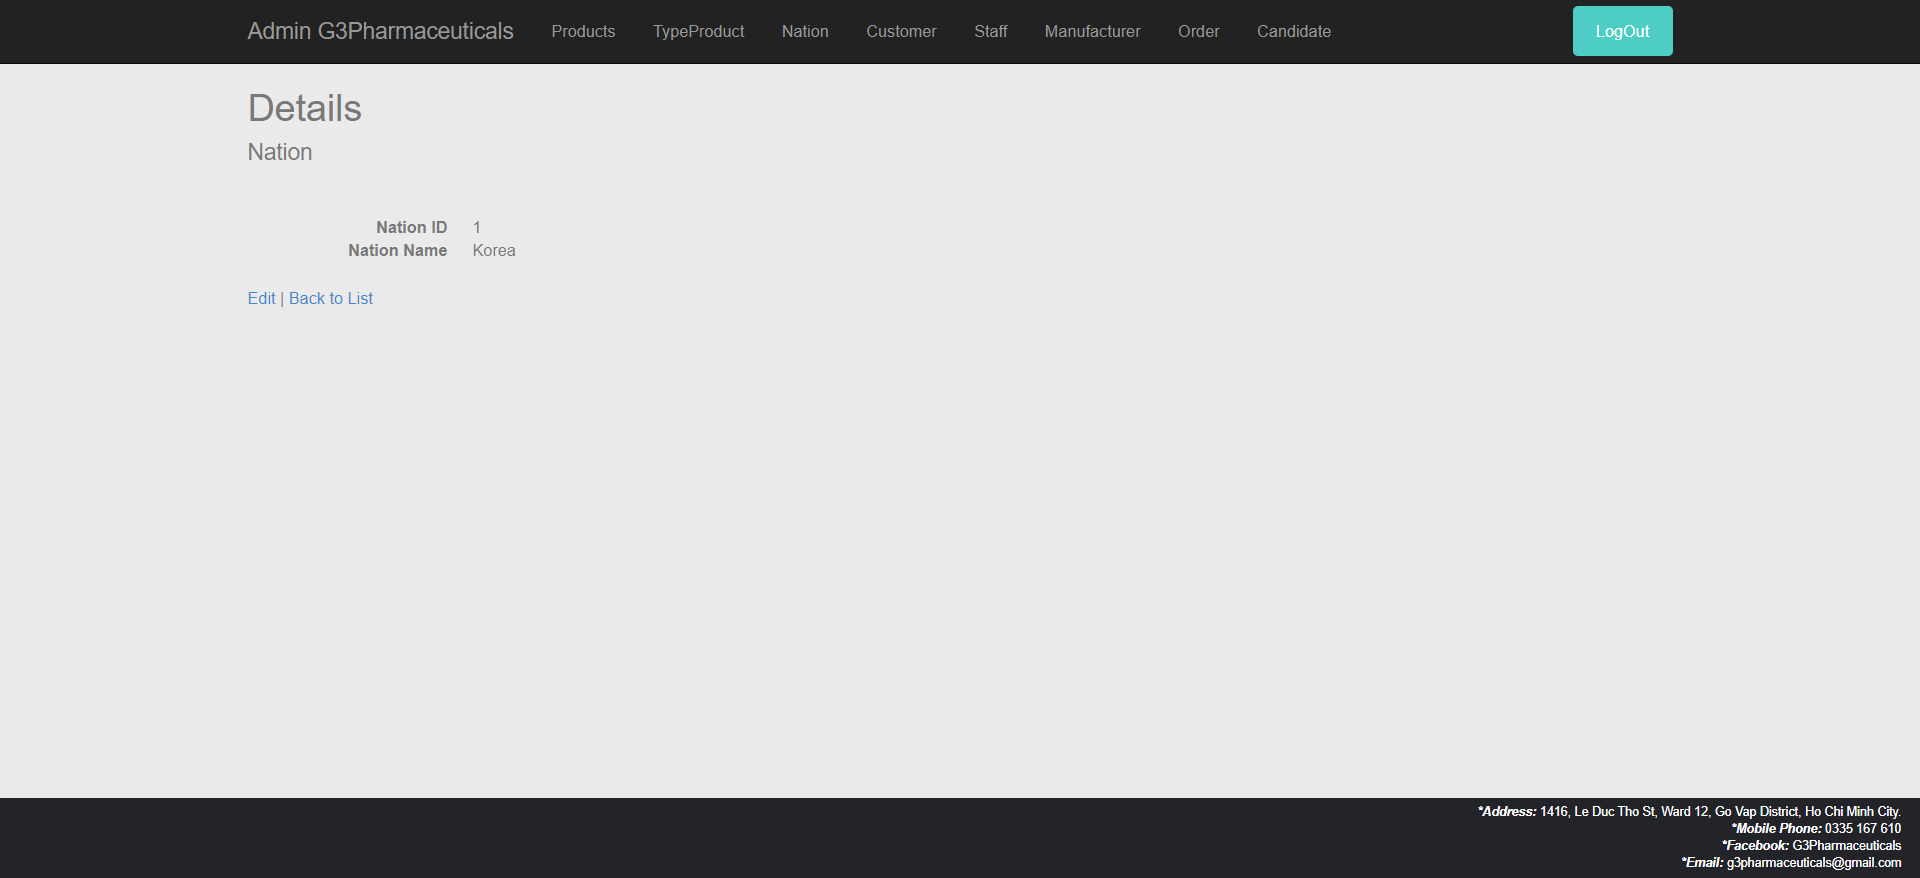 Admin G3Pharmaceuticals Products TypeProduct Nation Customer Staff Manufacturer Order Candidate LogOut
Details
Nation
Nation ID 1
Nation Name Korea
Edit | Back to List
*Address: 1416, Le Duc Tho St, Ward 12, Go Vap District, Ho Chi Minh City.
*Mobile Phone: 0335 167 610
*Facebook: G3Pharmaceuticals
*Email: g3pharmaceuticals@gmail.com